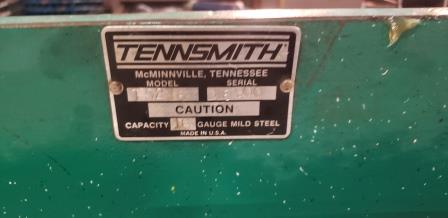 TENNSMITH
McMINNVILLE, TENNESSEE
MODEL SERIAL
CAUTION
CAPACITY GAUGE MILD STEEL
MADE IN U.S.A.